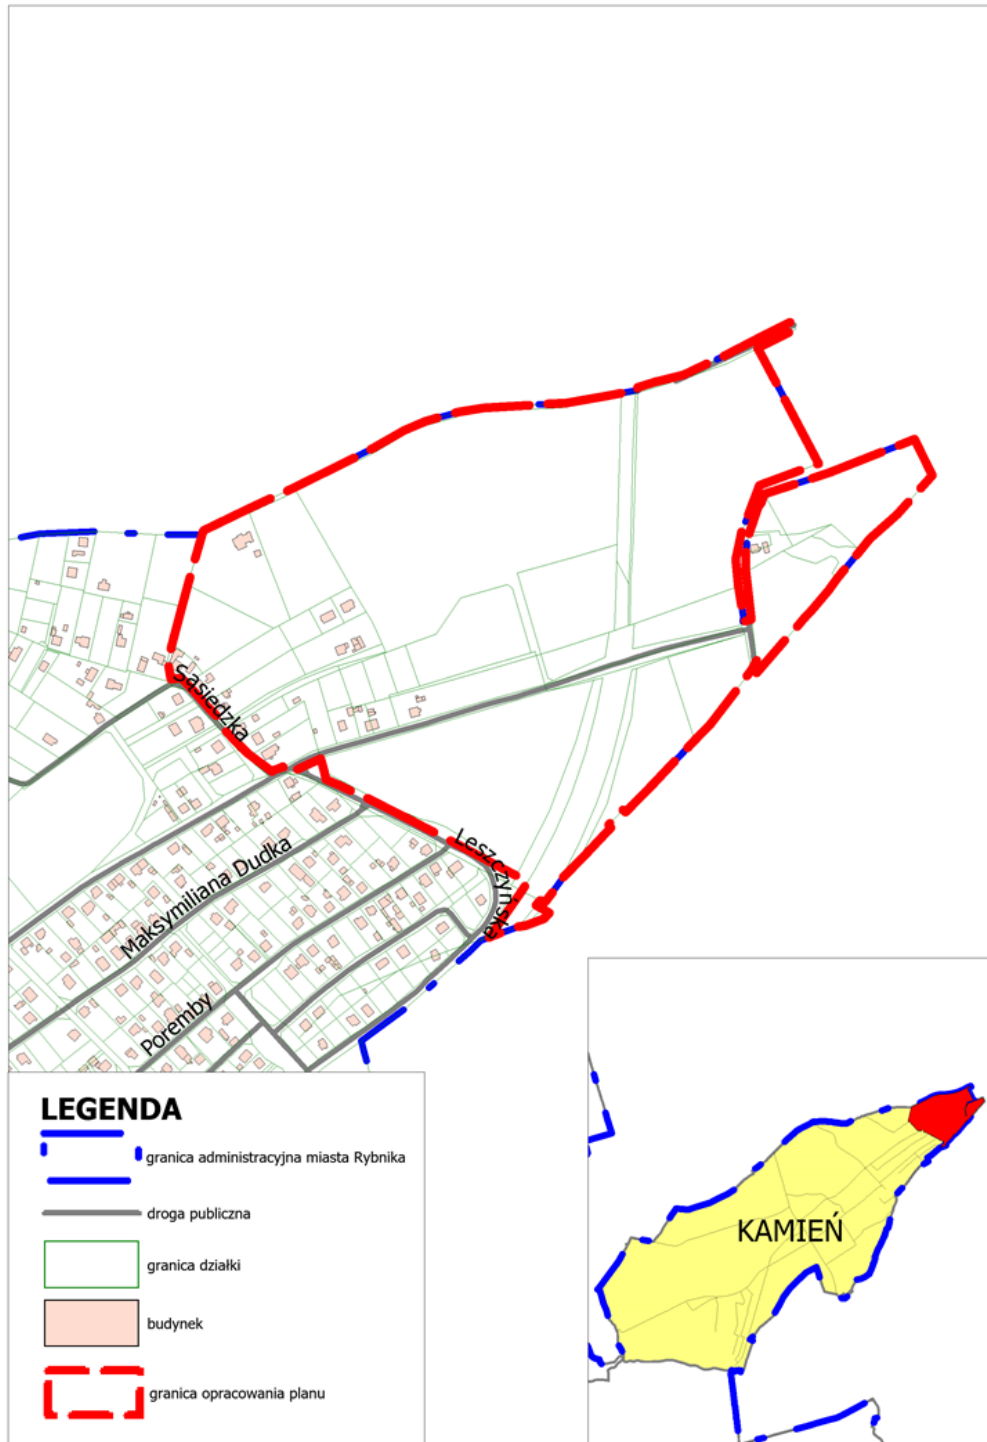 Sąsiedzka
Leszczyńska
Maksymiliana Dudka
Poremby
LEGENDA
granica administracyjna miasta Rybnika
droga publiczna
granica działki
budynek
granica opracowania planu
KAMIEŃ